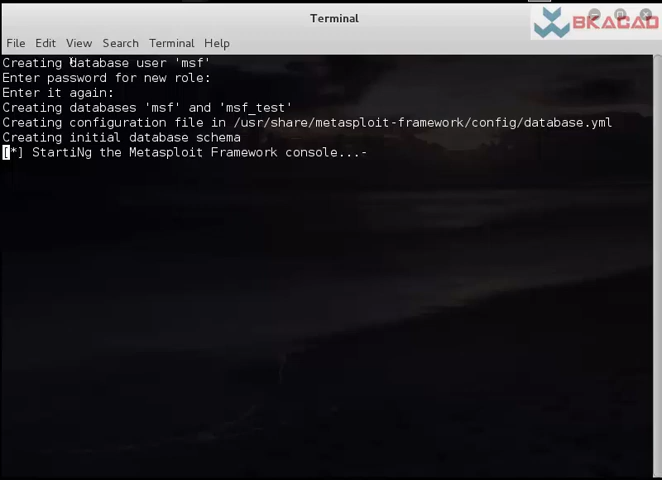 Terminal
BKACAD
File Edit View Search Terminal Help
Creating database user 'msf'
Enter password for new role:
Enter it again:
Creating databases 'msf' and 'msf_test'
Creating configuration file in /usr/share/metasploit-framework/config/database.yml
Creating initial database schema
[*] StartiNg the Metasploit Framework console...-